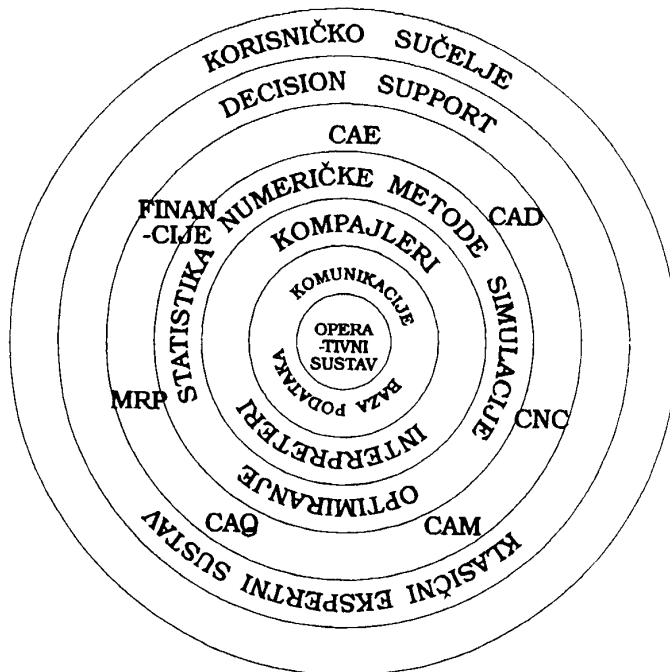 KORISNIČKO SUČELJE
DECISION SUPPORT
CAE
FINAN
-CIJE
NUMERIČKE METODE
CAD
KOMPAJLERI
STATISTIKA
SIMULACIJE
KOMUNIKACIJE
OPERA
-TIVNI
SUSTAV
BAZA PODATAKA
MRP
CNC
INTERPRETERI
OPTIMIRANJE
CAQ
CAM
KLASIČNI EKSPERTNI SUSTAV